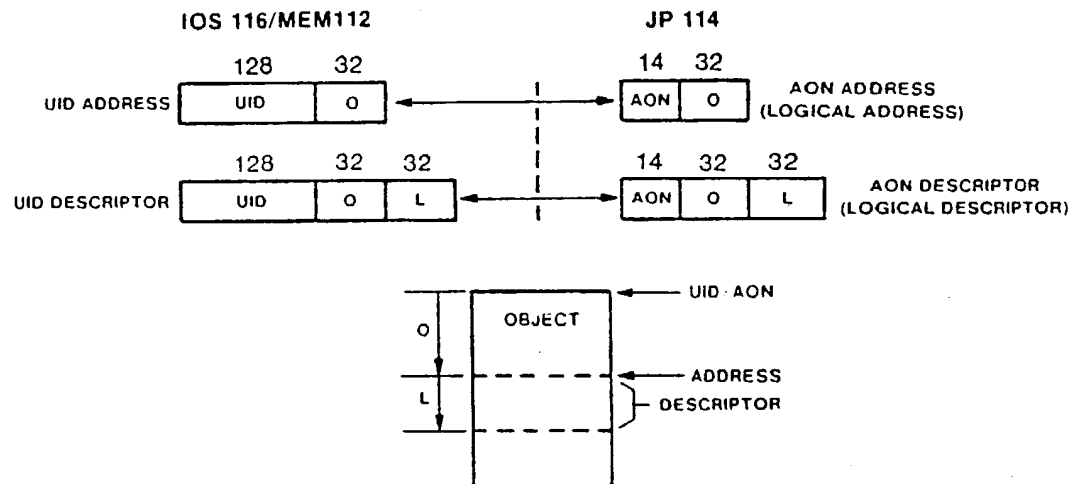 IOS 116/MEM112
JP 114
128 32
14 32
UID ADDRESS UID O
AON O AON ADDRESS
(LOGICAL ADDRESS)
128 32 32
14 32 32
UID DESCRIPTOR UID O L
AON O L AON DESCRIPTOR
(LOGICAL DESCRIPTOR)
UID·AON
OBJECT
O
ADDRESS
L
DESCRIPTOR